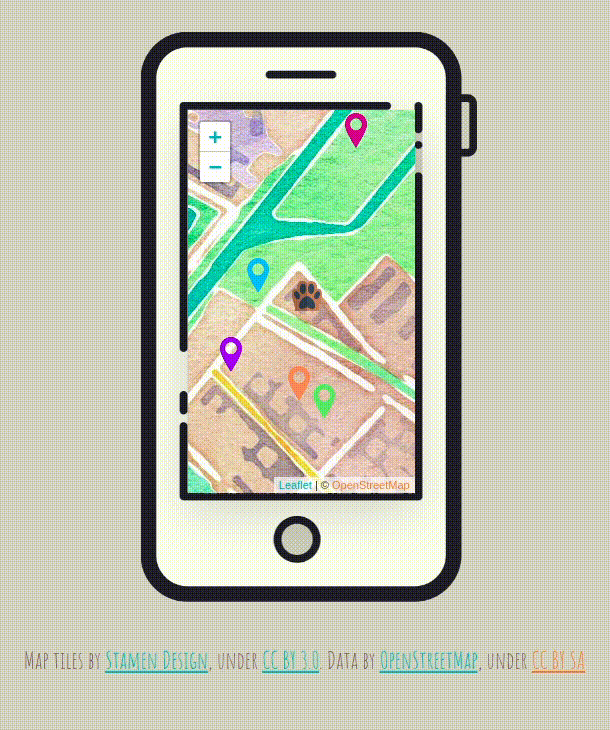 +
−
Leaflet | © OpenStreetMap
Map tiles by Stamen Design, under CC BY 3.0. Data by OpenStreetMap, under CC BY SA